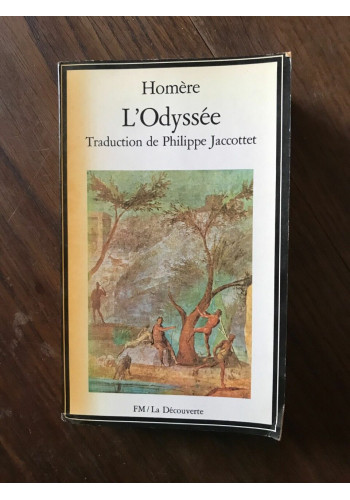 Homère
L'Odyssée
Traduction de Philippe Jaccottet
FM/La Découverte